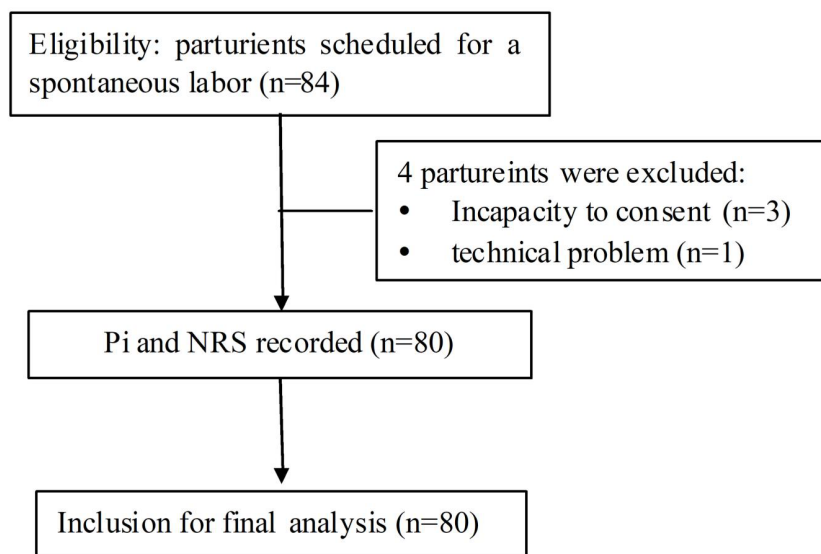 Eligibility: parturients scheduled for a
spontaneous labor (n=84)
4 partureints were excluded:
• Incapacity to consent (n=3)
• technical problem (n=1)
Pi and NRS recorded (n=80)
Inclusion for final analysis (n=80)